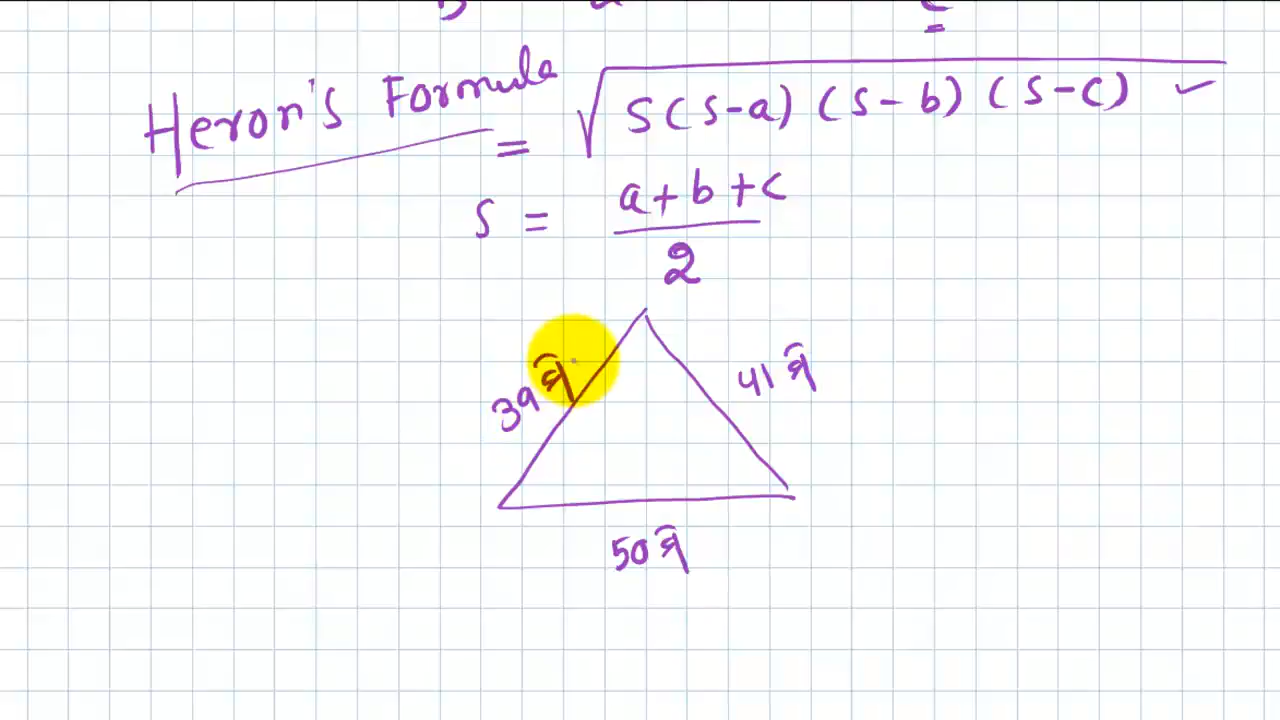 Heron's Formula
= √S(S-a) (S-b) (S-c) ✓
S = a+b+c
2
39 41
50